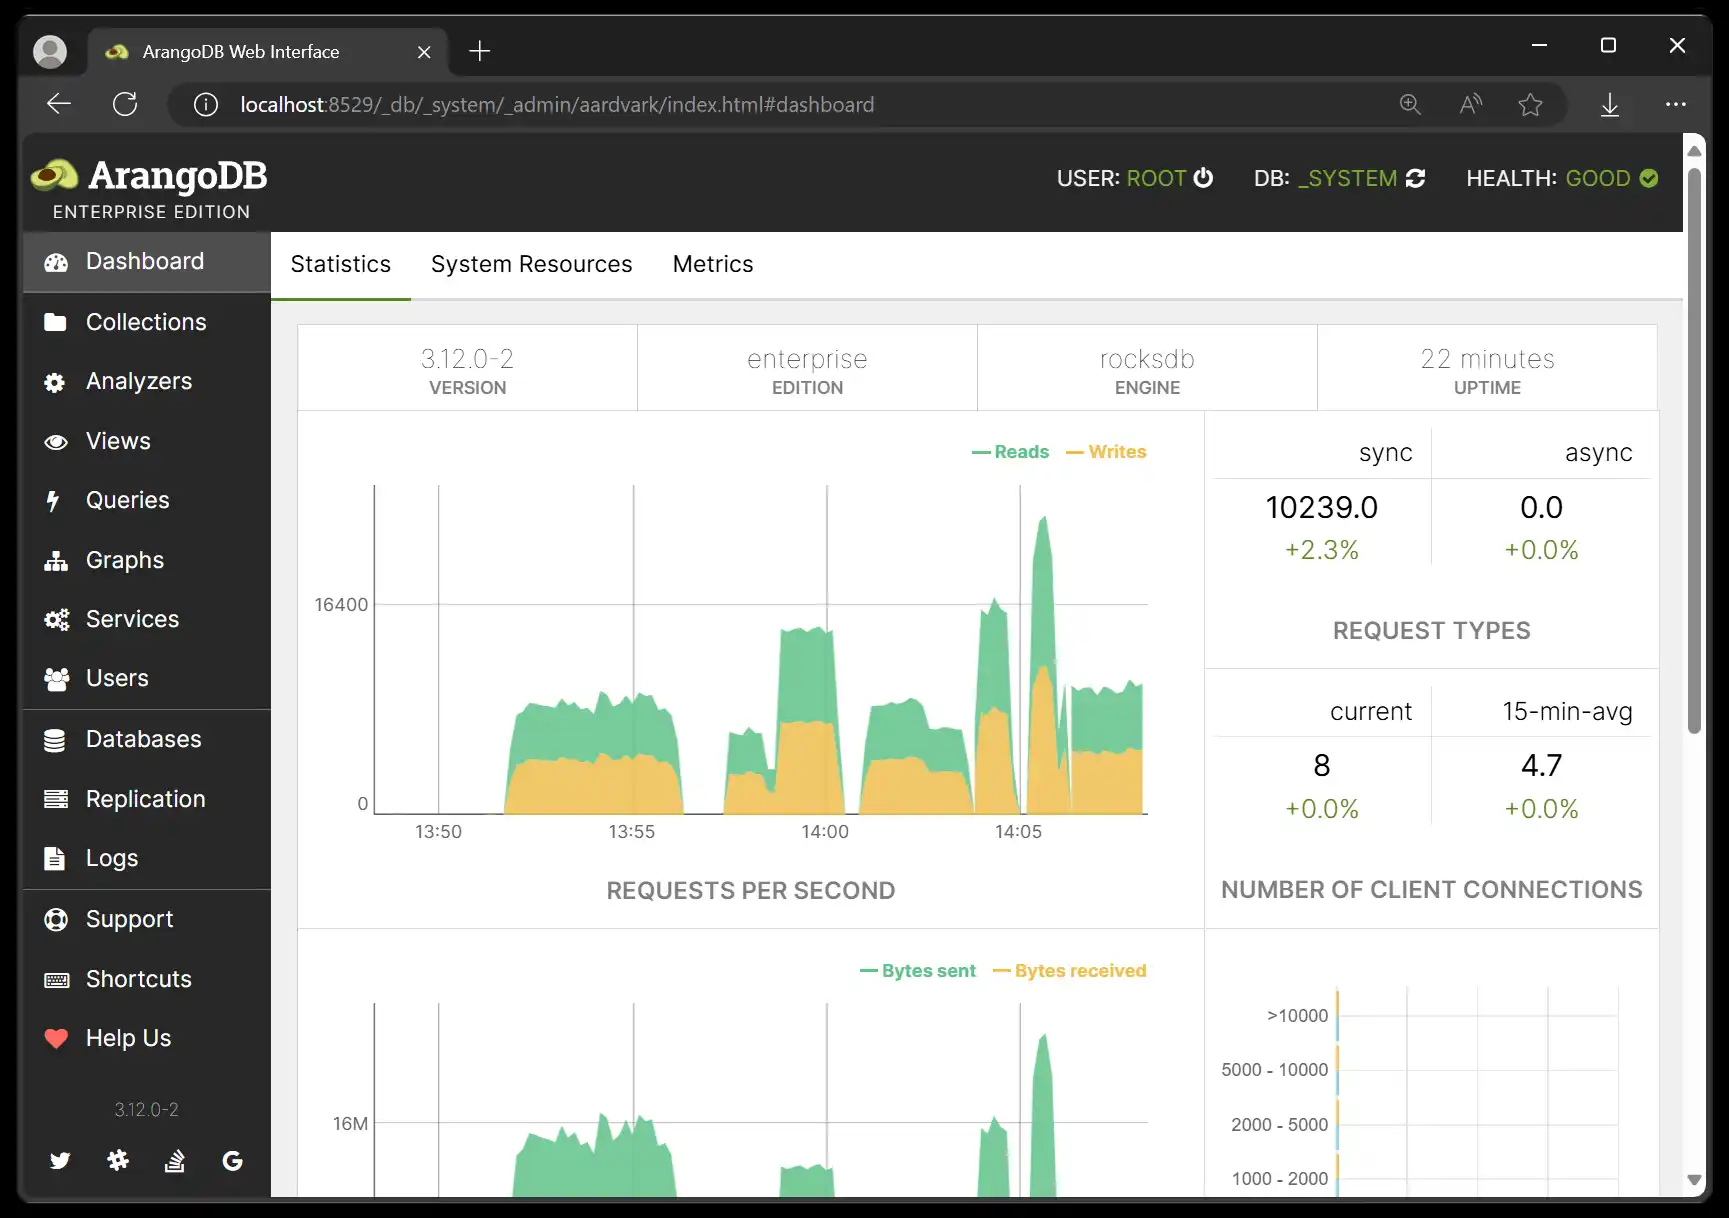 ArangoDB Web Interface
localhost:8529/_db/_system/_admin/aardvark/index.html#dashboard
ArangoDB
ENTERPRISE EDITION
USER: ROOT DB: _SYSTEM HEALTH: GOOD
Dashboard
Collections
Analyzers
Views
Queries
Graphs
Services
Users
Databases
Replication
Logs
Support
Shortcuts
Help Us
3.12.0-2
Statistics System Resources Metrics
3.12.0-2
VERSION
enterprise
EDITION
rocksdb
ENGINE
22 minutes
UPTIME
Reads Writes
16400
0
13:50 13:55 14:00 14:05
REQUESTS PER SECOND
sync async
10239.0 0.0
+2.3% +0.0%
REQUEST TYPES
current 15-min-avg
8 4.7
+0.0% +0.0%
NUMBER OF CLIENT CONNECTIONS
Bytes sent Bytes received
16M
>10000
5000 - 10000
2000 - 5000
1000 - 2000